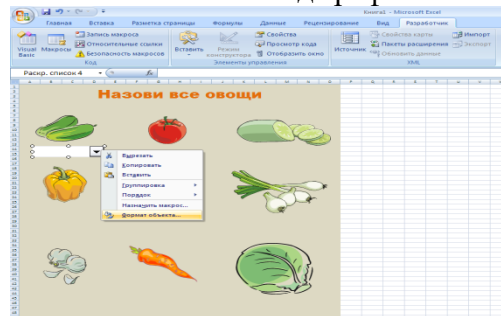 Книга1 - Microsoft Excel
Главная Вставка Разметка страницы Формулы Данные Рецензирование Вид Разработчик
Visual Basic
Макросы
Запись макроса
Относительные ссылки
Безопасность макросов
Код
Вставить
Режим конструктора
Свойства
Просмотр кода
Отобразить окно
Элементы управления
Источник
Свойства карты
Пакеты расширения
Обновить данные
Импорт
Экспорт
XML
Раскр. список 4
fx
Назови все овощи
Вырезать
Копировать
Вставить
Группировка
Порядок
Назначить макрос...
Формат объекта...